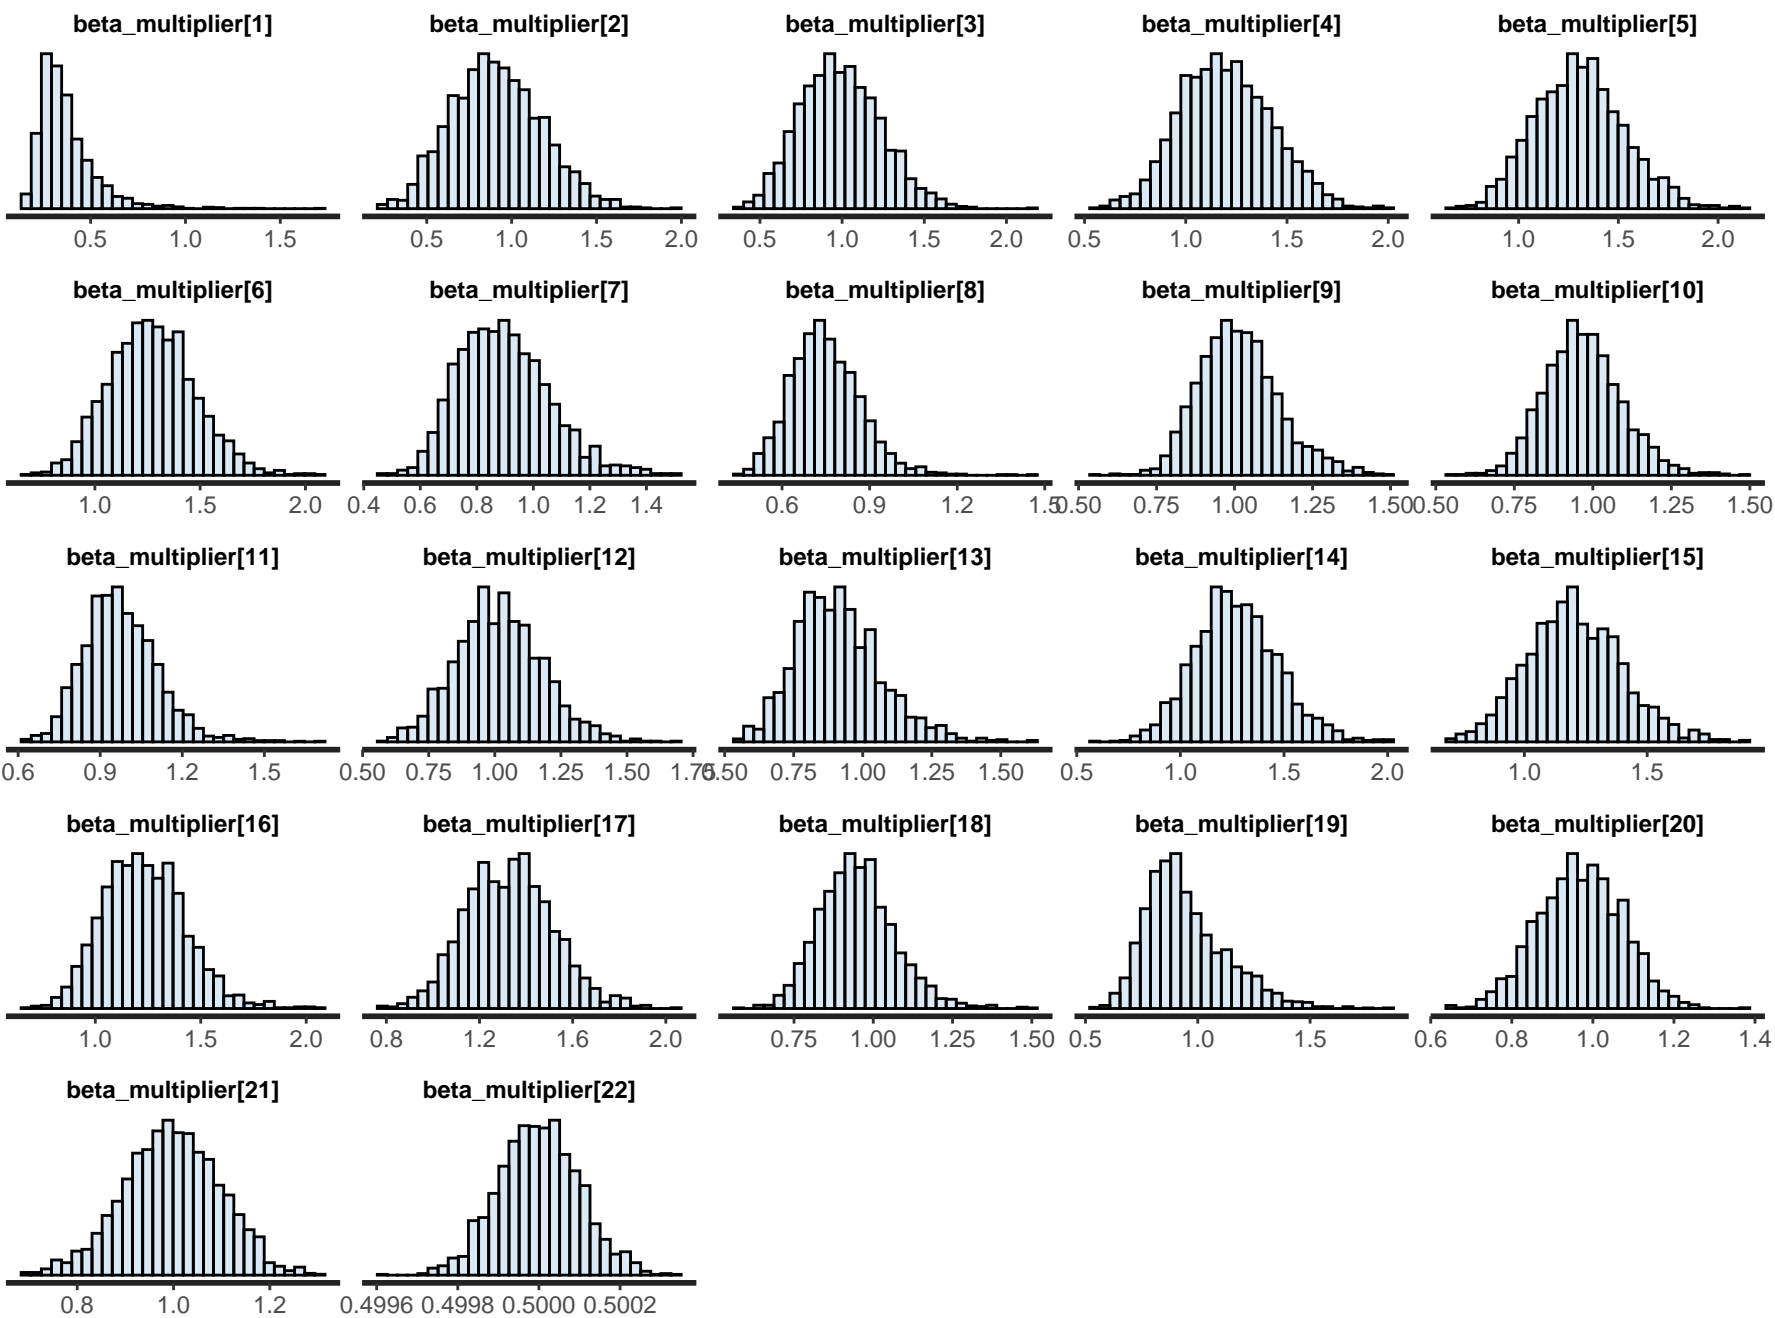 beta_multiplier[1] beta_multiplier[2] beta_multiplier[3] beta_multiplier[4] beta_multiplier[5]
0.5 1.0 1.5 0.5 1.0 1.5 2.0 0.5 1.0 1.5 2.0 0.5 1.0 1.5 2.0 1.0 1.5 2.0
beta_multiplier[6] beta_multiplier[7] beta_multiplier[8] beta_multiplier[9] beta_multiplier[10]
1.0 1.5 2.0 0.4 0.6 0.8 1.0 1.2 1.4 0.6 0.9 1.2 1.5 0.50 0.75 1.00 1.25 1.50 0.50 0.75 1.00 1.25 1.50
beta_multiplier[11] beta_multiplier[12] beta_multiplier[13] beta_multiplier[14] beta_multiplier[15]
0.6 0.9 1.2 1.5 0.50 0.75 1.00 1.25 1.50 1.75 0.50 0.75 1.00 1.25 1.50 0.5 1.0 1.5 2.0 1.0 1.5
beta_multiplier[16] beta_multiplier[17] beta_multiplier[18] beta_multiplier[19] beta_multiplier[20]
1.0 1.5 2.0 0.8 1.2 1.6 2.0 0.75 1.00 1.25 1.50 0.5 1.0 1.5 0.6 0.8 1.0 1.2 1.4
beta_multiplier[21] beta_multiplier[22]
0.8 1.0 1.2 0.4996 0.4998 0.5000 0.5002